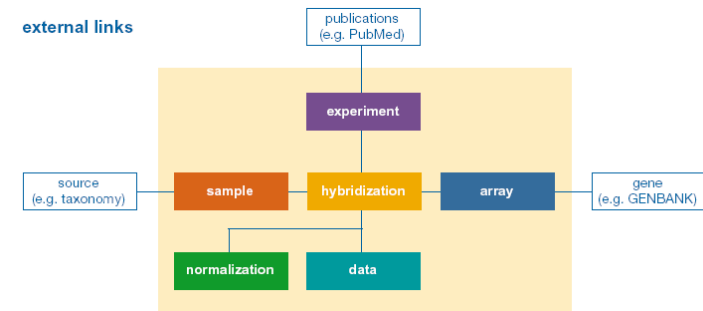 external links
publications
(e.g. PubMed)
experiment
source
(e.g. taxonomy)
sample
hybridization
array
gene
(e.g. GENBANK)
normalization
data